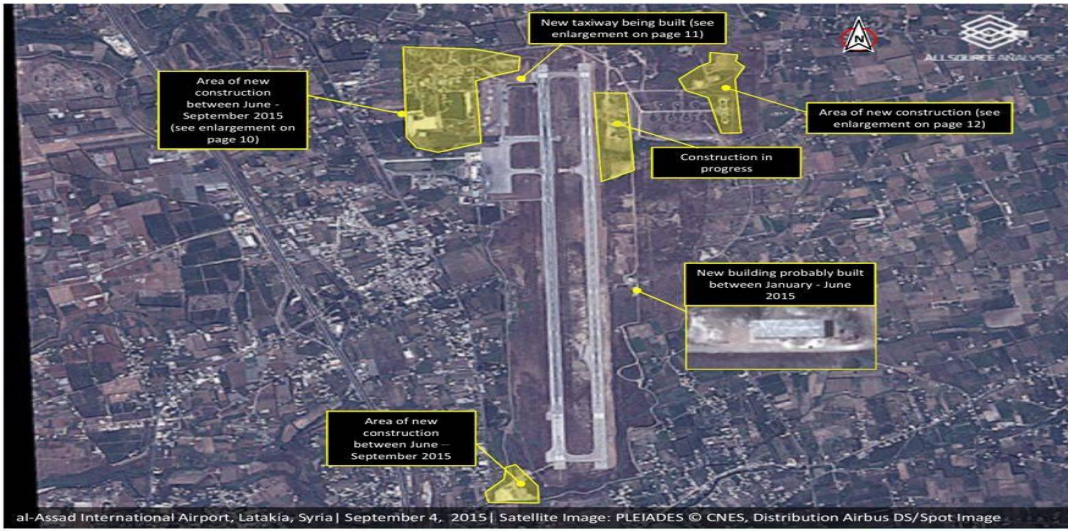 New taxiway being built (see
enlargement on page 11)
N
ALLSOURCE ANALYSIS
Area of new
construction
between June -
September 2015
(see enlargement on
page 10)
Area of new construction (see
enlargement on page 12)
Construction in
progress
New building probably built
between January - June
2015
Area of new
construction
between June –
September 2015
al-Assad International Airport, Latakia, Syria| September 4, 2015| Satellite Image: PLEIADES © CNES, Distribution Airbus DS/Spot Image